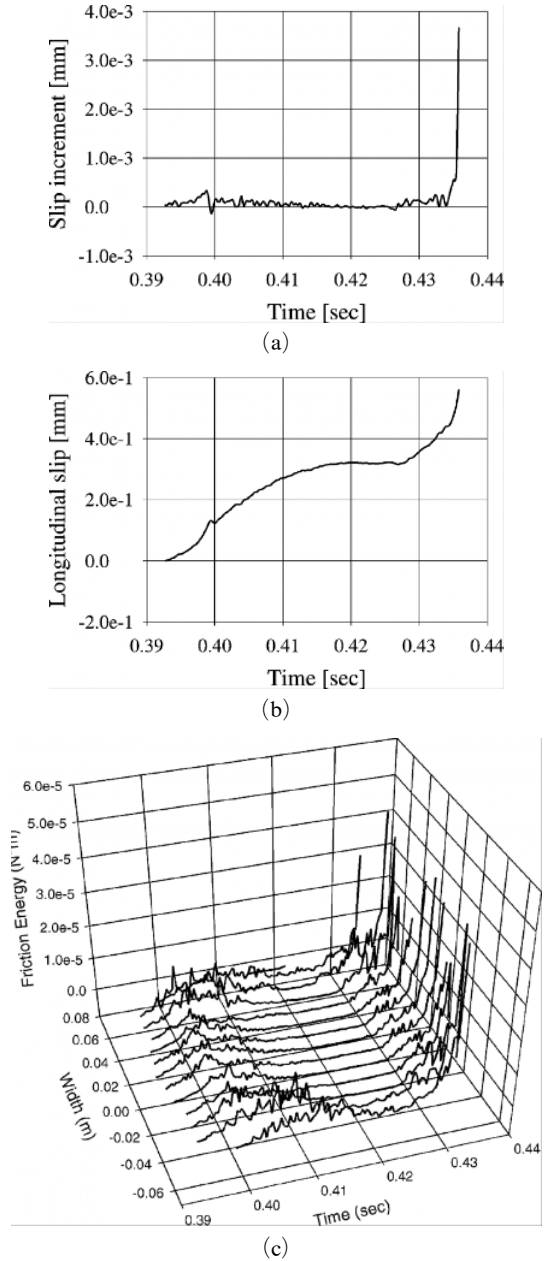 4.0e-3
3.0e-3
2.0e-3
1.0e-3
0.0
-1.0e-3
Slip increment [mm]
0.39 0.40 0.41 0.42 0.43 0.44
Time [sec]
(a)
6.0e-1
4.0e-1
2.0e-1
0.0
-2.0e-1
Longitudinal slip [mm]
0.39 0.40 0.41 0.42 0.43 0.44
Time [sec]
(b)
6.0e-5
5.0e-5
4.0e-5
3.0e-5
2.0e-5
1.0e-5
0.0
Friction Energy (N*m)
0.08
0.06
0.04
0.02
0.00
-0.02
-0.04
-0.06
Width (m)
0.39 0.40 0.41 0.42 0.43 0.44
Time (sec)
(c)